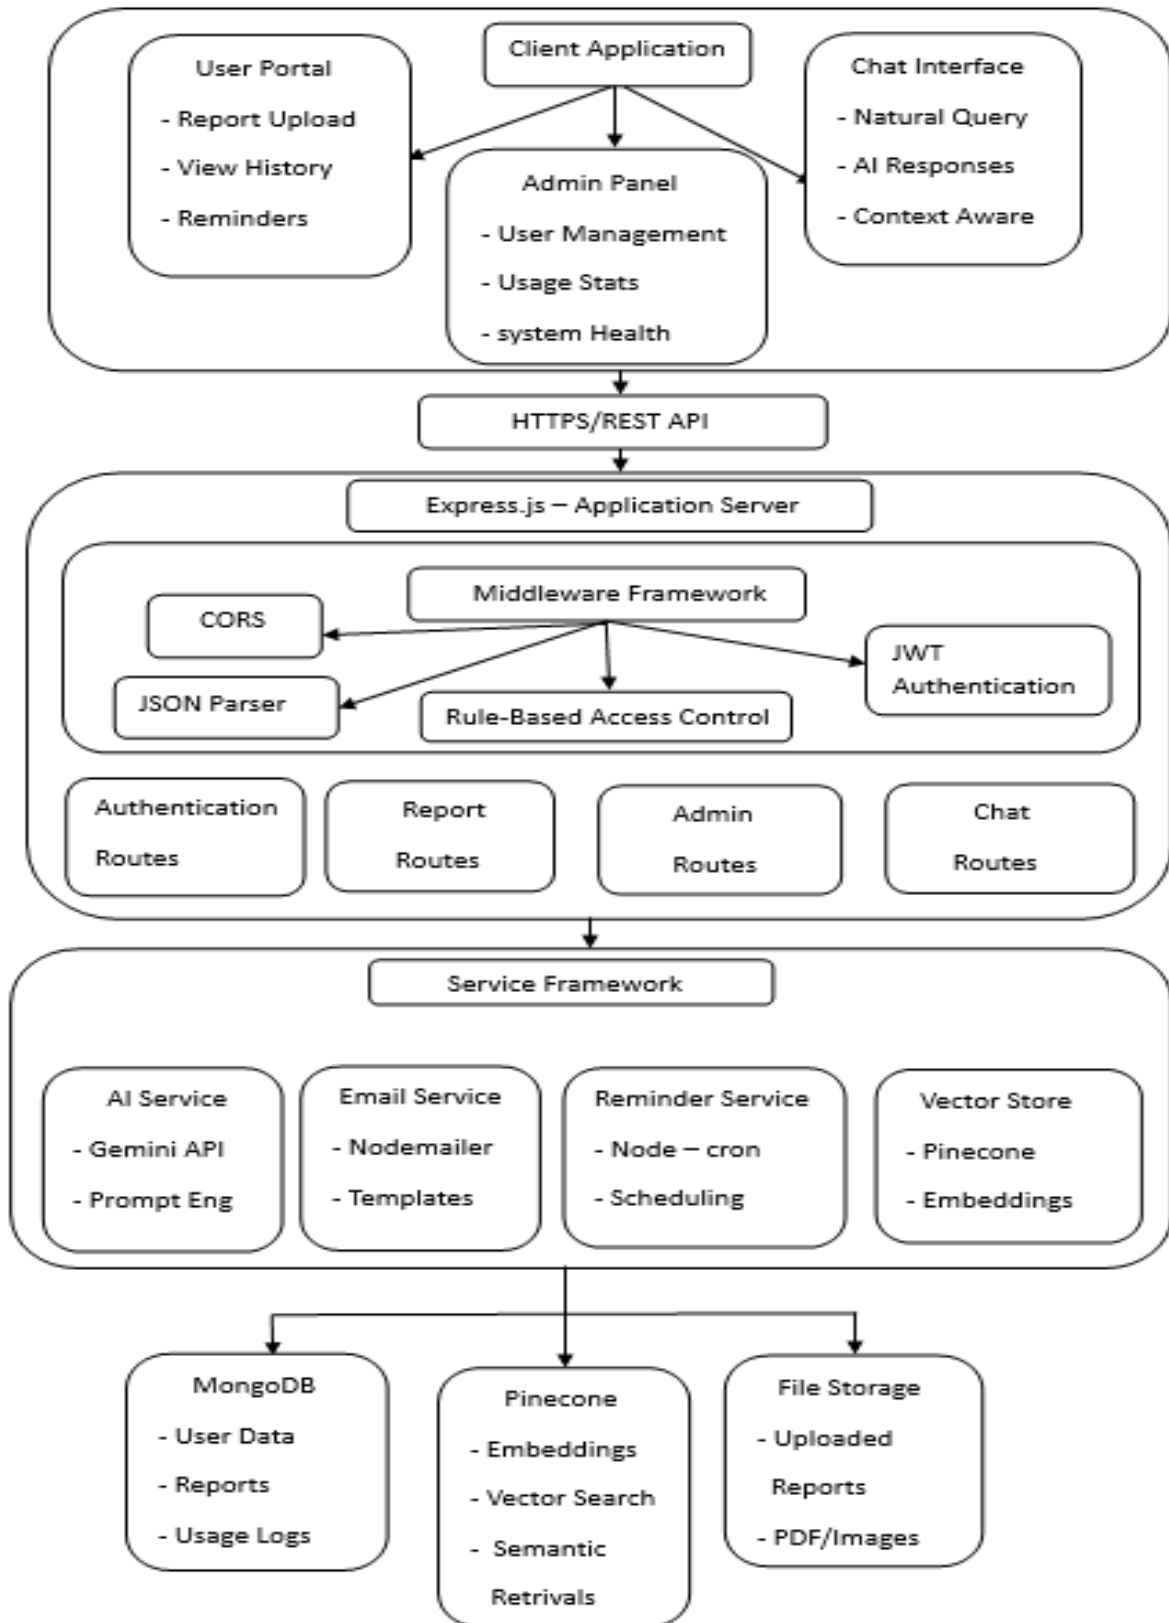 Client Application
User Portal
- Report Upload
- View History
- Reminders
Admin Panel
- User Management
- Usage Stats
- system Health
Chat Interface
- Natural Query
- AI Responses
- Context Aware
HTTPS/REST API
Express.js – Application Server
Middleware Framework
CORS
JSON Parser
Rule-Based Access Control
JWT
Authentication
Authentication
Routes
Report
Routes
Admin
Routes
Chat
Routes
Service Framework
AI Service
- Gemini API
- Prompt Eng
Email Service
- Nodemailer
- Templates
Reminder Service
- Node – cron
- Scheduling
Vector Store
- Pinecone
- Embeddings
MongoDB
- User Data
- Reports
- Usage Logs
Pinecone
- Embeddings
- Vector Search
- Semantic
Retrivals
File Storage
- Uploaded
Reports
- PDF/Images